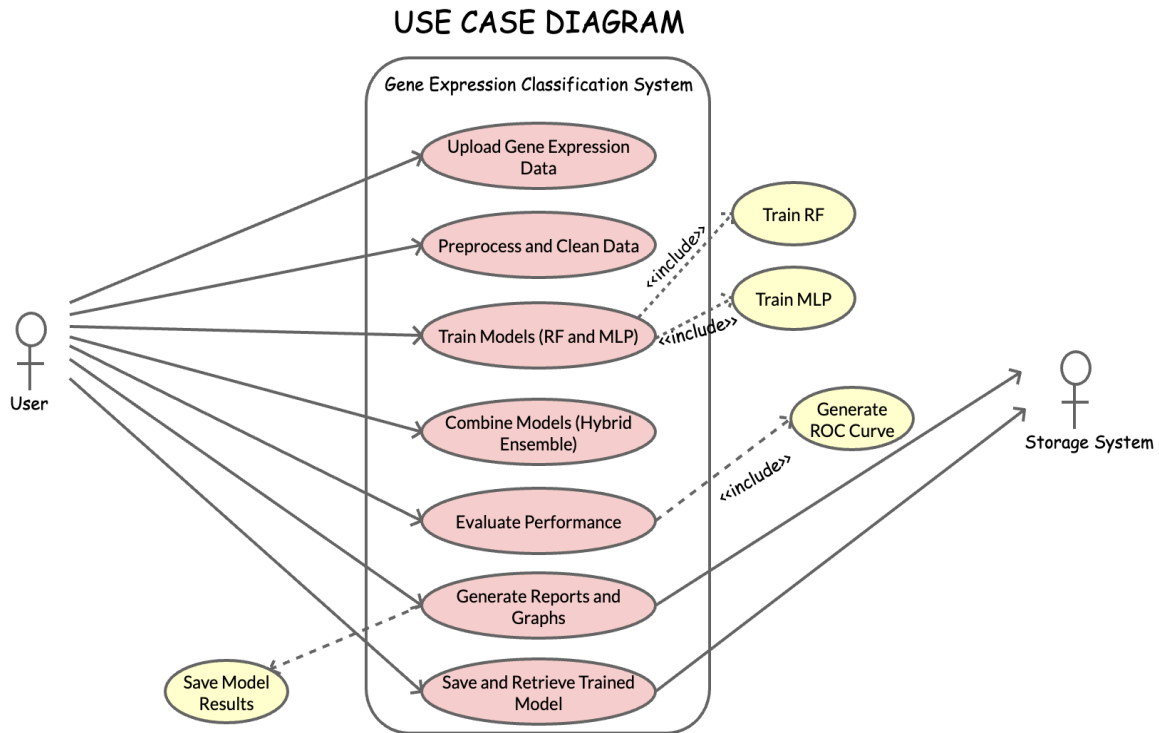 USE CASE DIAGRAM
Gene Expression Classification System
Upload Gene Expression
Data
Train RF
<<include>>
Preprocess and Clean Data
Train MLP
<<include>>
Train Models (RF and MLP)
User
Combine Models (Hybrid
Ensemble)
Generate
ROC Curve
Storage System
<<include>>
Evaluate Performance
Generate Reports and
Graphs
Save Model
Results
Save and Retrieve Trained
Model